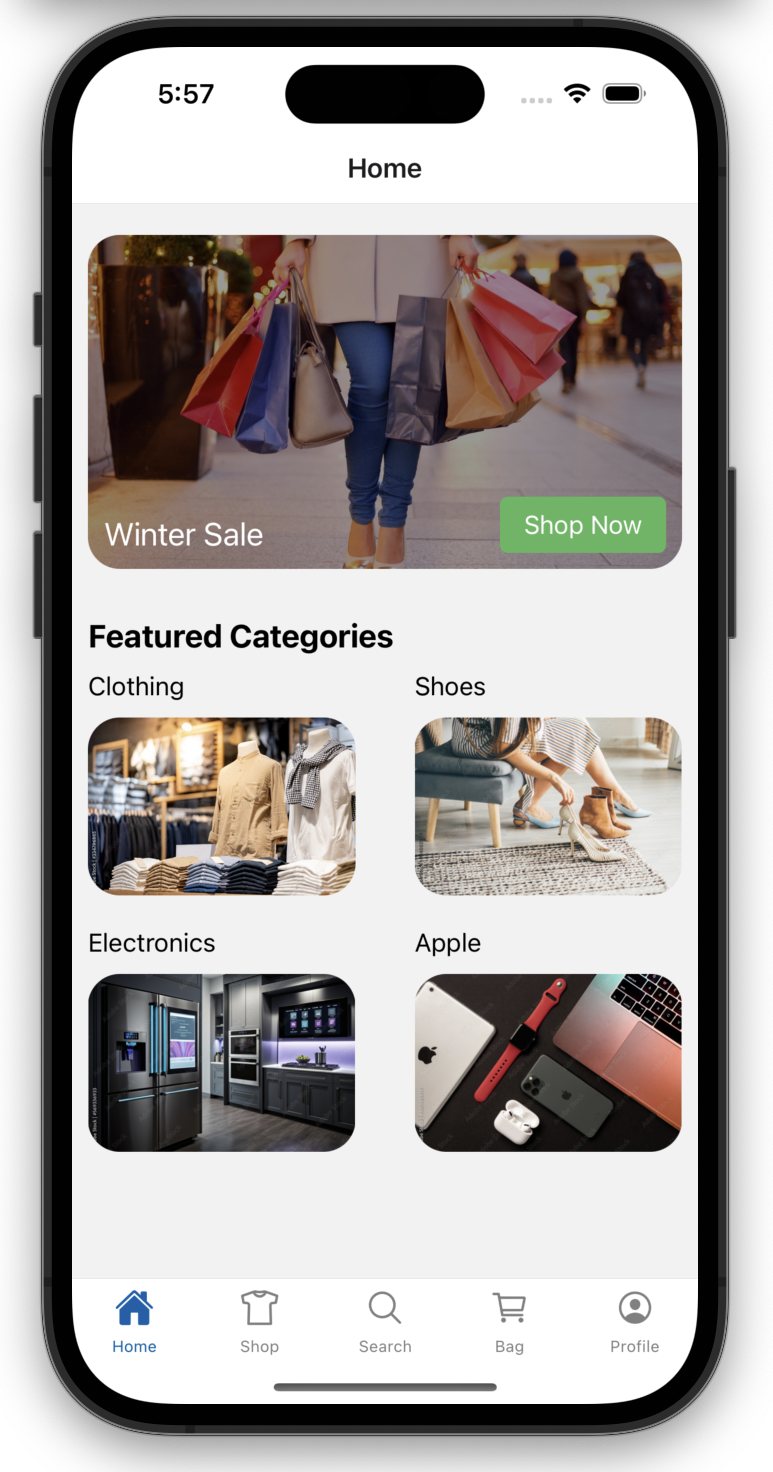 5:57
Home
Winter Sale
Shop Now
Featured Categories
Clothing
Shoes
Electronics
Apple
Home
Shop
Search
Bag
Profile